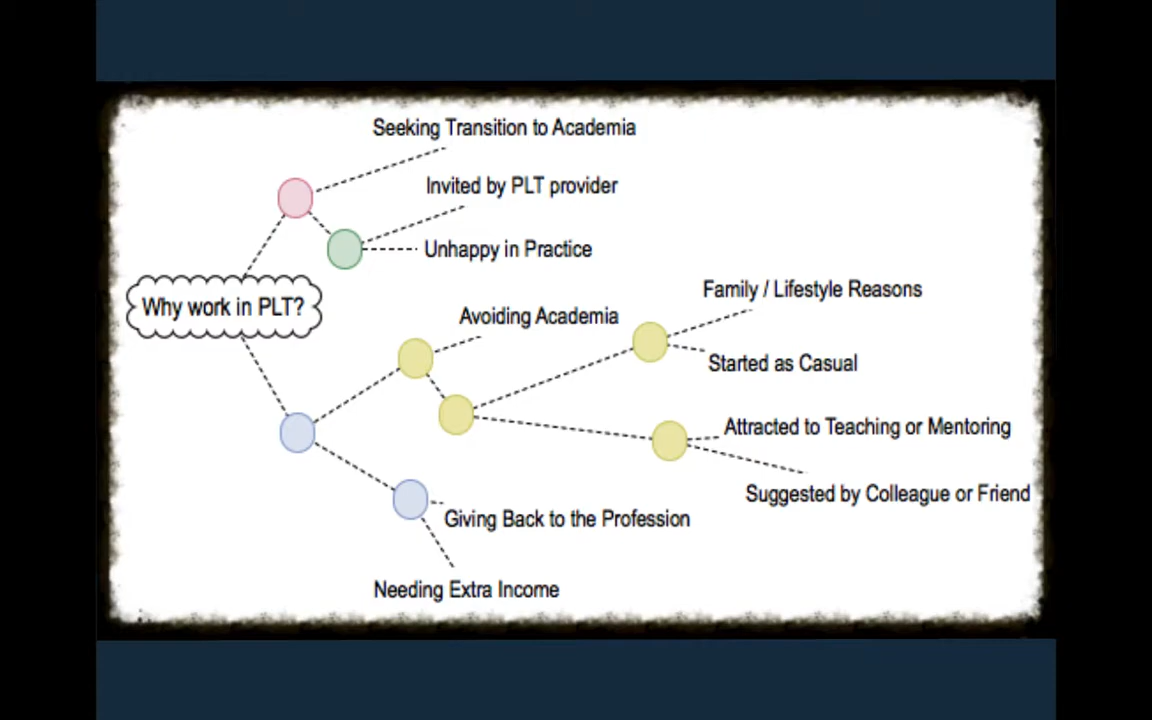 Seeking Transition to Academia
Invited by PLT provider
Unhappy in Practice
Why work in PLT?
Family / Lifestyle Reasons
Avoiding Academia
Started as Casual
Attracted to Teaching or Mentoring
Suggested by Colleague or Friend
Giving Back to the Profession
Needing Extra Income